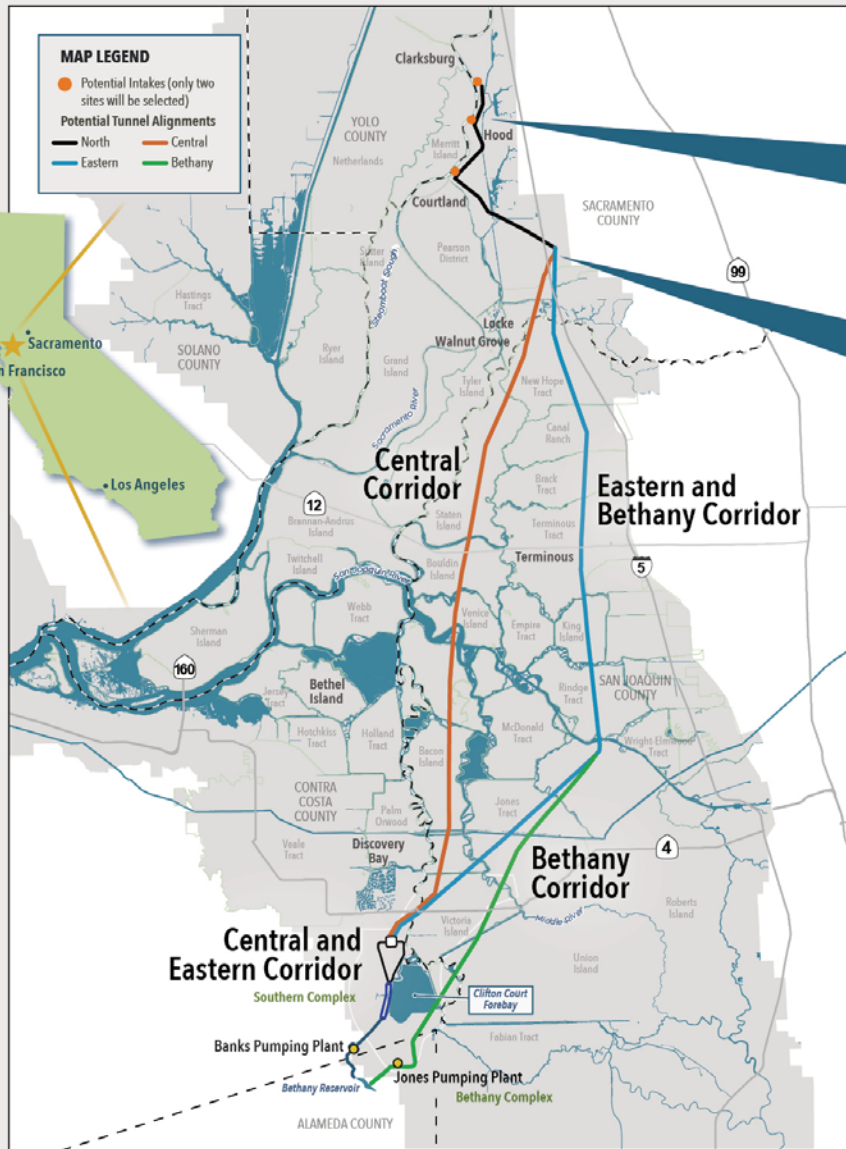 MAP LEGEND
Potential Intakes (only two
sites will be selected)
Potential Tunnel Alignments
North
Central
Eastern
Bethany
Clarksburg
YOLO
COUNTY
Netherlands
Merritt
Island
Hood
Courtland
SACRAMENTO
COUNTY
Sutter
Island
Pearson
District
Steamboat Slough
99
Hastings
Tract
SOLANO
COUNTY
Ryer
Island
Grand
Island
Locke
Walnut Grove
Sacramento
n Francisco
Los Angeles
Tyler
Island
New Hope
Tract
Sacramento River
Canal
Ranch
Central
Corridor
Brack
Tract
Eastern and
Bethany Corridor
12
Brannan-Andrus
Island
Staten
Island
Terminous
Tract
Terminous
5
Twitchell
Island
San Joaquin River
Bouldin
Island
Webb
Tract
Venice
Island
Empire
Tract
King
Island
Sherman
Island
160
Bethel
Island
Jersey
Tract
Rindge
Tract
SAN JOAQUIN
COUNTY
Hotchkiss
Tract
Holland
Tract
Bacon
Island
McDonald
Tract
Wright-Elmwood
Tract
CONTRA
COSTA
COUNTY
Palm
Orwood
Jones
Tract
Veale
Tract
Discovery
Bay
Bethany
Corridor
4
Roberts
Island
Victoria
Island
Middle River
Central and
Eastern Corridor
Southern Complex
Union
Island
Clifton Court
Forebay
Fabian Tract
Banks Pumping Plant
Jones Pumping Plant
Bethany Reservoir
Bethany Complex
ALAMEDA COUNTY